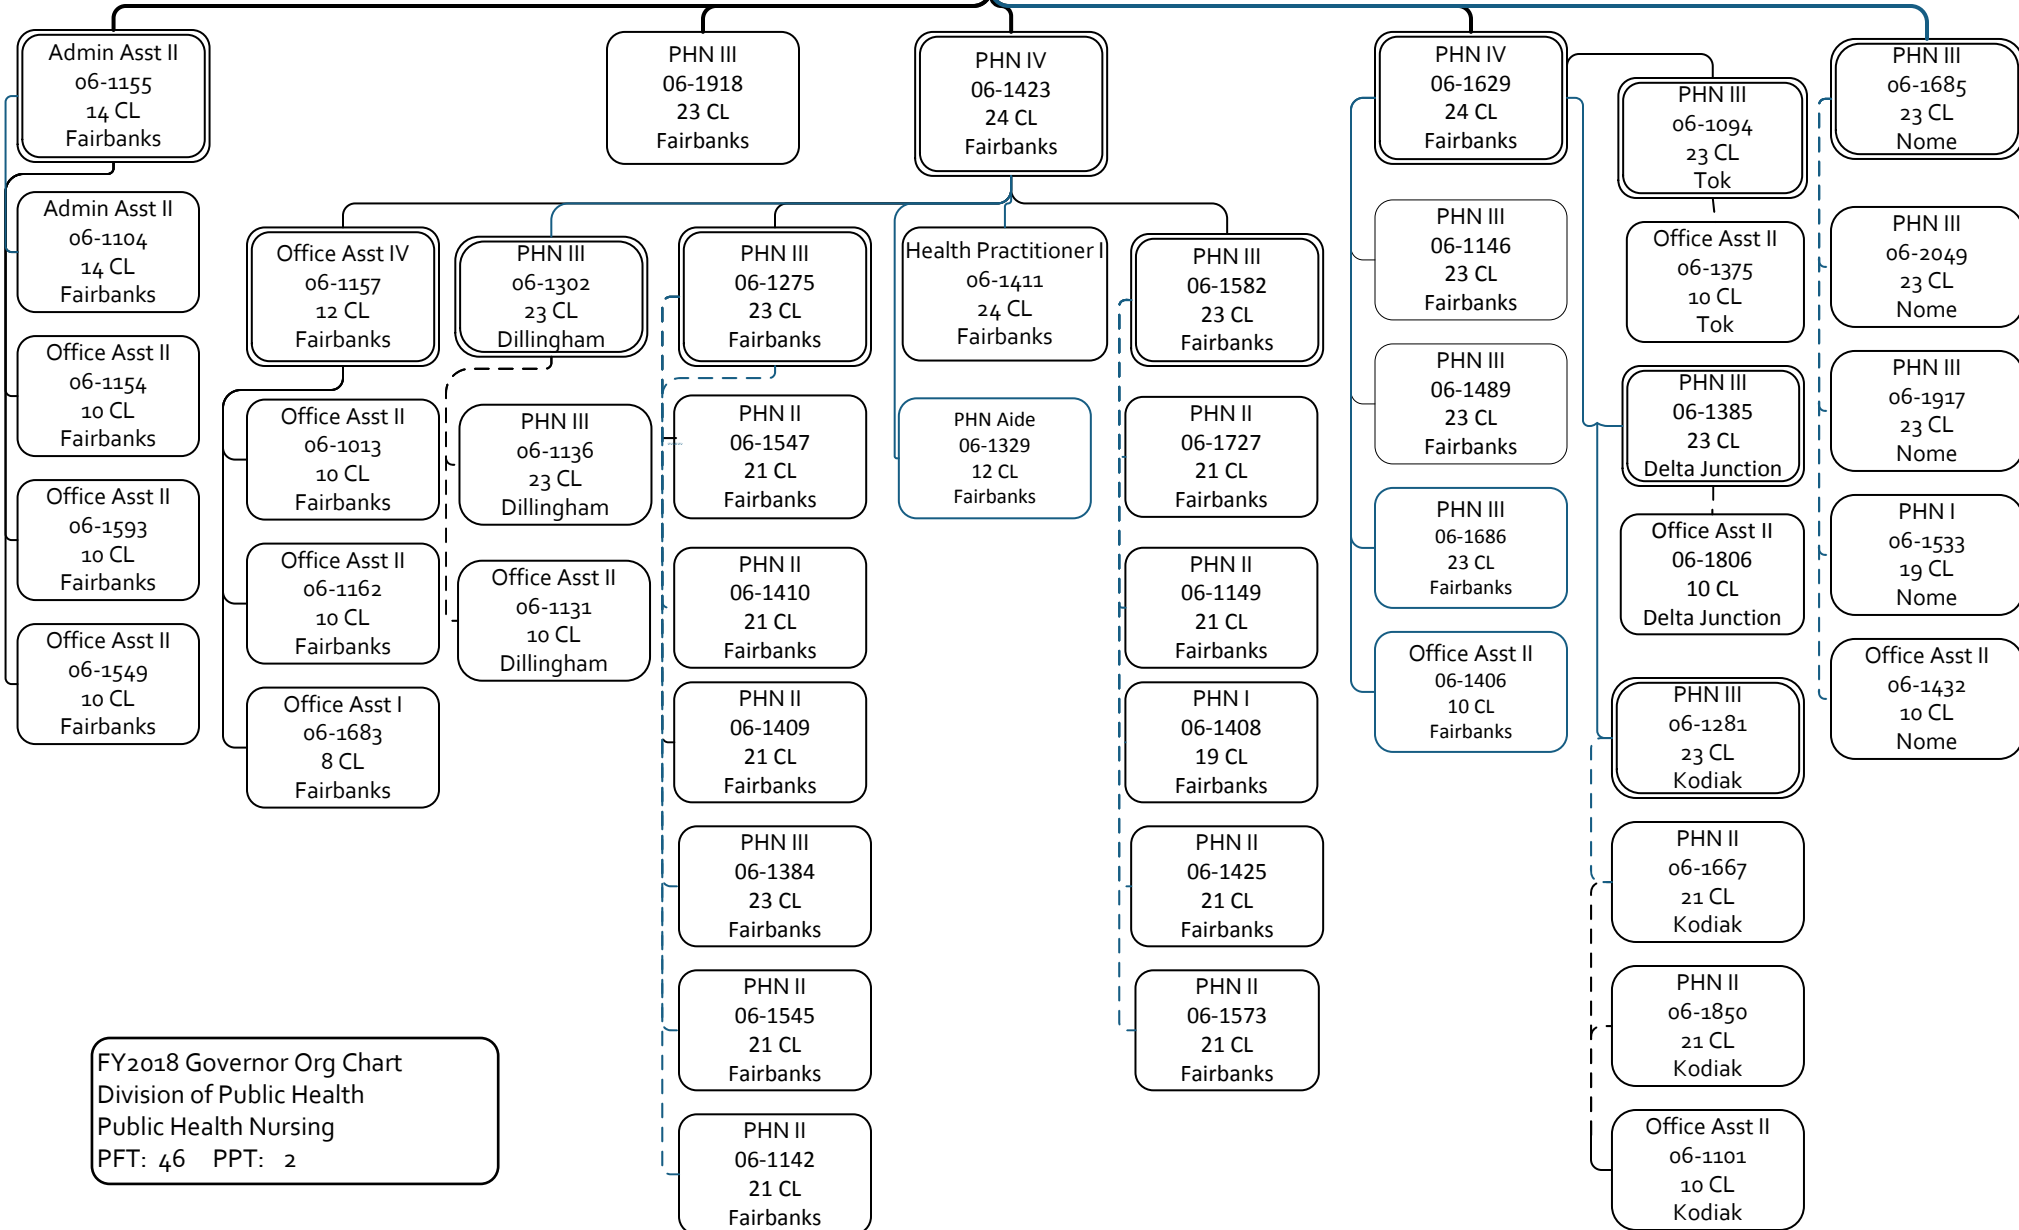 Admin Asst II
06-1155
14 CL
Fairbanks
Admin Asst II
06-1104
14 CL
Fairbanks
Office Asst II
06-1154
10 CL
Fairbanks
Office Asst II
06-1593
10 CL
Fairbanks
Office Asst II
06-1549
10 CL
Fairbanks
PHN III
06-1918
23 CL
Fairbanks
PHN IV
06-1423
24 CL
Fairbanks
Office Asst IV
06-1157
12 CL
Fairbanks
Office Asst II
06-1013
10 CL
Fairbanks
Office Asst II
06-1162
10 CL
Fairbanks
Office Asst I
06-1683
8 CL
Fairbanks
PHN III
06-1302
23 CL
Dillingham
PHN III
06-1136
23 CL
Dillingham
Office Asst II
06-1131
10 CL
Dillingham
PHN III
06-1275
23 CL
Fairbanks
PHN II
06-1547
21 CL
Fairbanks
PHN II
06-1410
21 CL
Fairbanks
PHN II
06-1409
21 CL
Fairbanks
PHN III
06-1384
23 CL
Fairbanks
PHN II
06-1545
21 CL
Fairbanks
PHN II
06-1142
21 CL
Fairbanks
Health Practitioner I
06-1411
24 CL
Fairbanks
PHN Aide
06-1329
12 CL
Fairbanks
PHN III
06-1582
23 CL
Fairbanks
PHN II
06-1727
21 CL
Fairbanks
PHN II
06-1149
21 CL
Fairbanks
PHN I
06-1408
19 CL
Fairbanks
PHN II
06-1425
21 CL
Fairbanks
PHN II
06-1573
21 CL
Fairbanks
PHN IV
06-1629
24 CL
Fairbanks
PHN III
06-1146
23 CL
Fairbanks
PHN III
06-1489
23 CL
Fairbanks
PHN III
06-1686
23 CL
Fairbanks
Office Asst II
06-1406
10 CL
Fairbanks
PHN III
06-1094
23 CL
Tok
Office Asst II
06-1375
10 CL
Tok
PHN III
06-1385
23 CL
Delta Junction
Office Asst II
06-1806
10 CL
Delta Junction
PHN III
06-1281
23 CL
Kodiak
PHN II
06-1667
21 CL
Kodiak
PHN II
06-1850
21 CL
Kodiak
Office Asst II
06-1101
10 CL
Kodiak
PHN III
06-1685
23 CL
Nome
PHN III
06-2049
23 CL
Nome
PHN III
06-1917
23 CL
Nome
PHN I
06-1533
19 CL
Nome
Office Asst II
06-1432
10 CL
Nome
FY2018 Governor Org Chart
Division of Public Health
Public Health Nursing
PFT: 46 PPT: 2